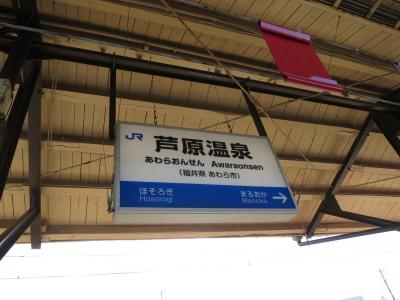 JR 芦原温泉
あわらおんせん Awaraonsen
(福井県 あわら市)
ほそろぎ まるおか
Hosorogi Maruoka →